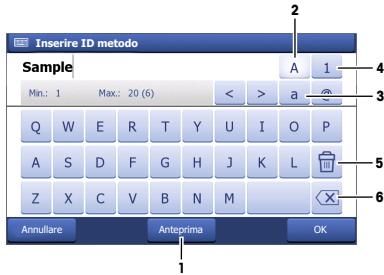 2
Inserire ID metodo
Sample A 1 4
Min.: 1 Max.: 20 (6) < > a @ 3
Q W E R T Y U I O P
A S D F G H J K L 5
Z X C V B N M 6
Annullare Anteprima OK
1